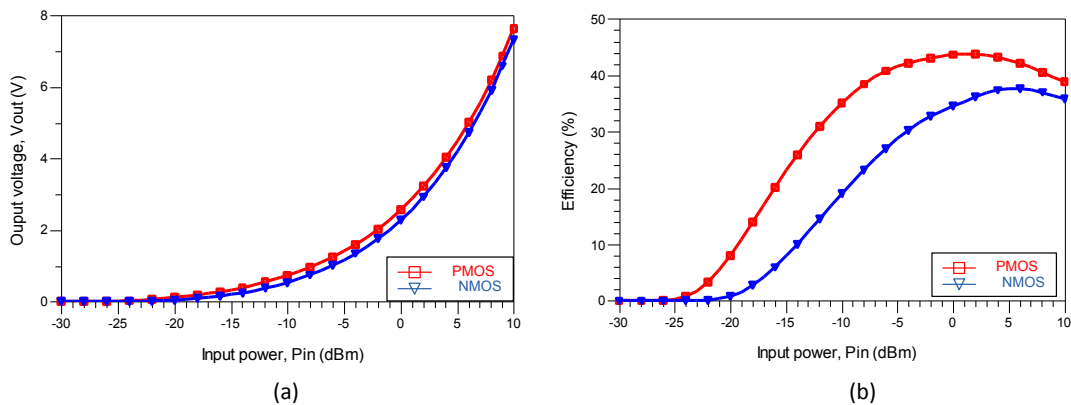 8
6
4
2
0
Ouput voltage, Vout (V)
PMOS
NMOS
-30 -25 -20 -15 -10 -5 0 5 10
Input power, Pin (dBm)
(a)
50
40
30
20
10
0
Efficiency (%)
PMOS
NMOS
-30 -25 -20 -15 -10 -5 0 5 10
Input power, Pin (dBm)
(b)